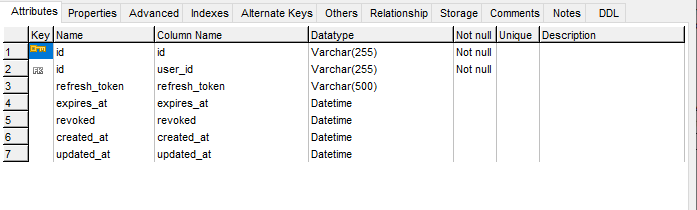 Attributes Properties Advanced Indexes Alternate Keys Others Relationship Storage Comments Notes DDL
Key Name Column Name Datatype Not null Unique Description
1 id id Varchar(255) Not null
2 FK id user_id Varchar(255) Not null
3 refresh_token refresh_token Varchar(500)
4 expires_at expires_at Datetime
5 revoked revoked Datetime
6 created_at created_at Datetime
7 updated_at updated_at Datetime